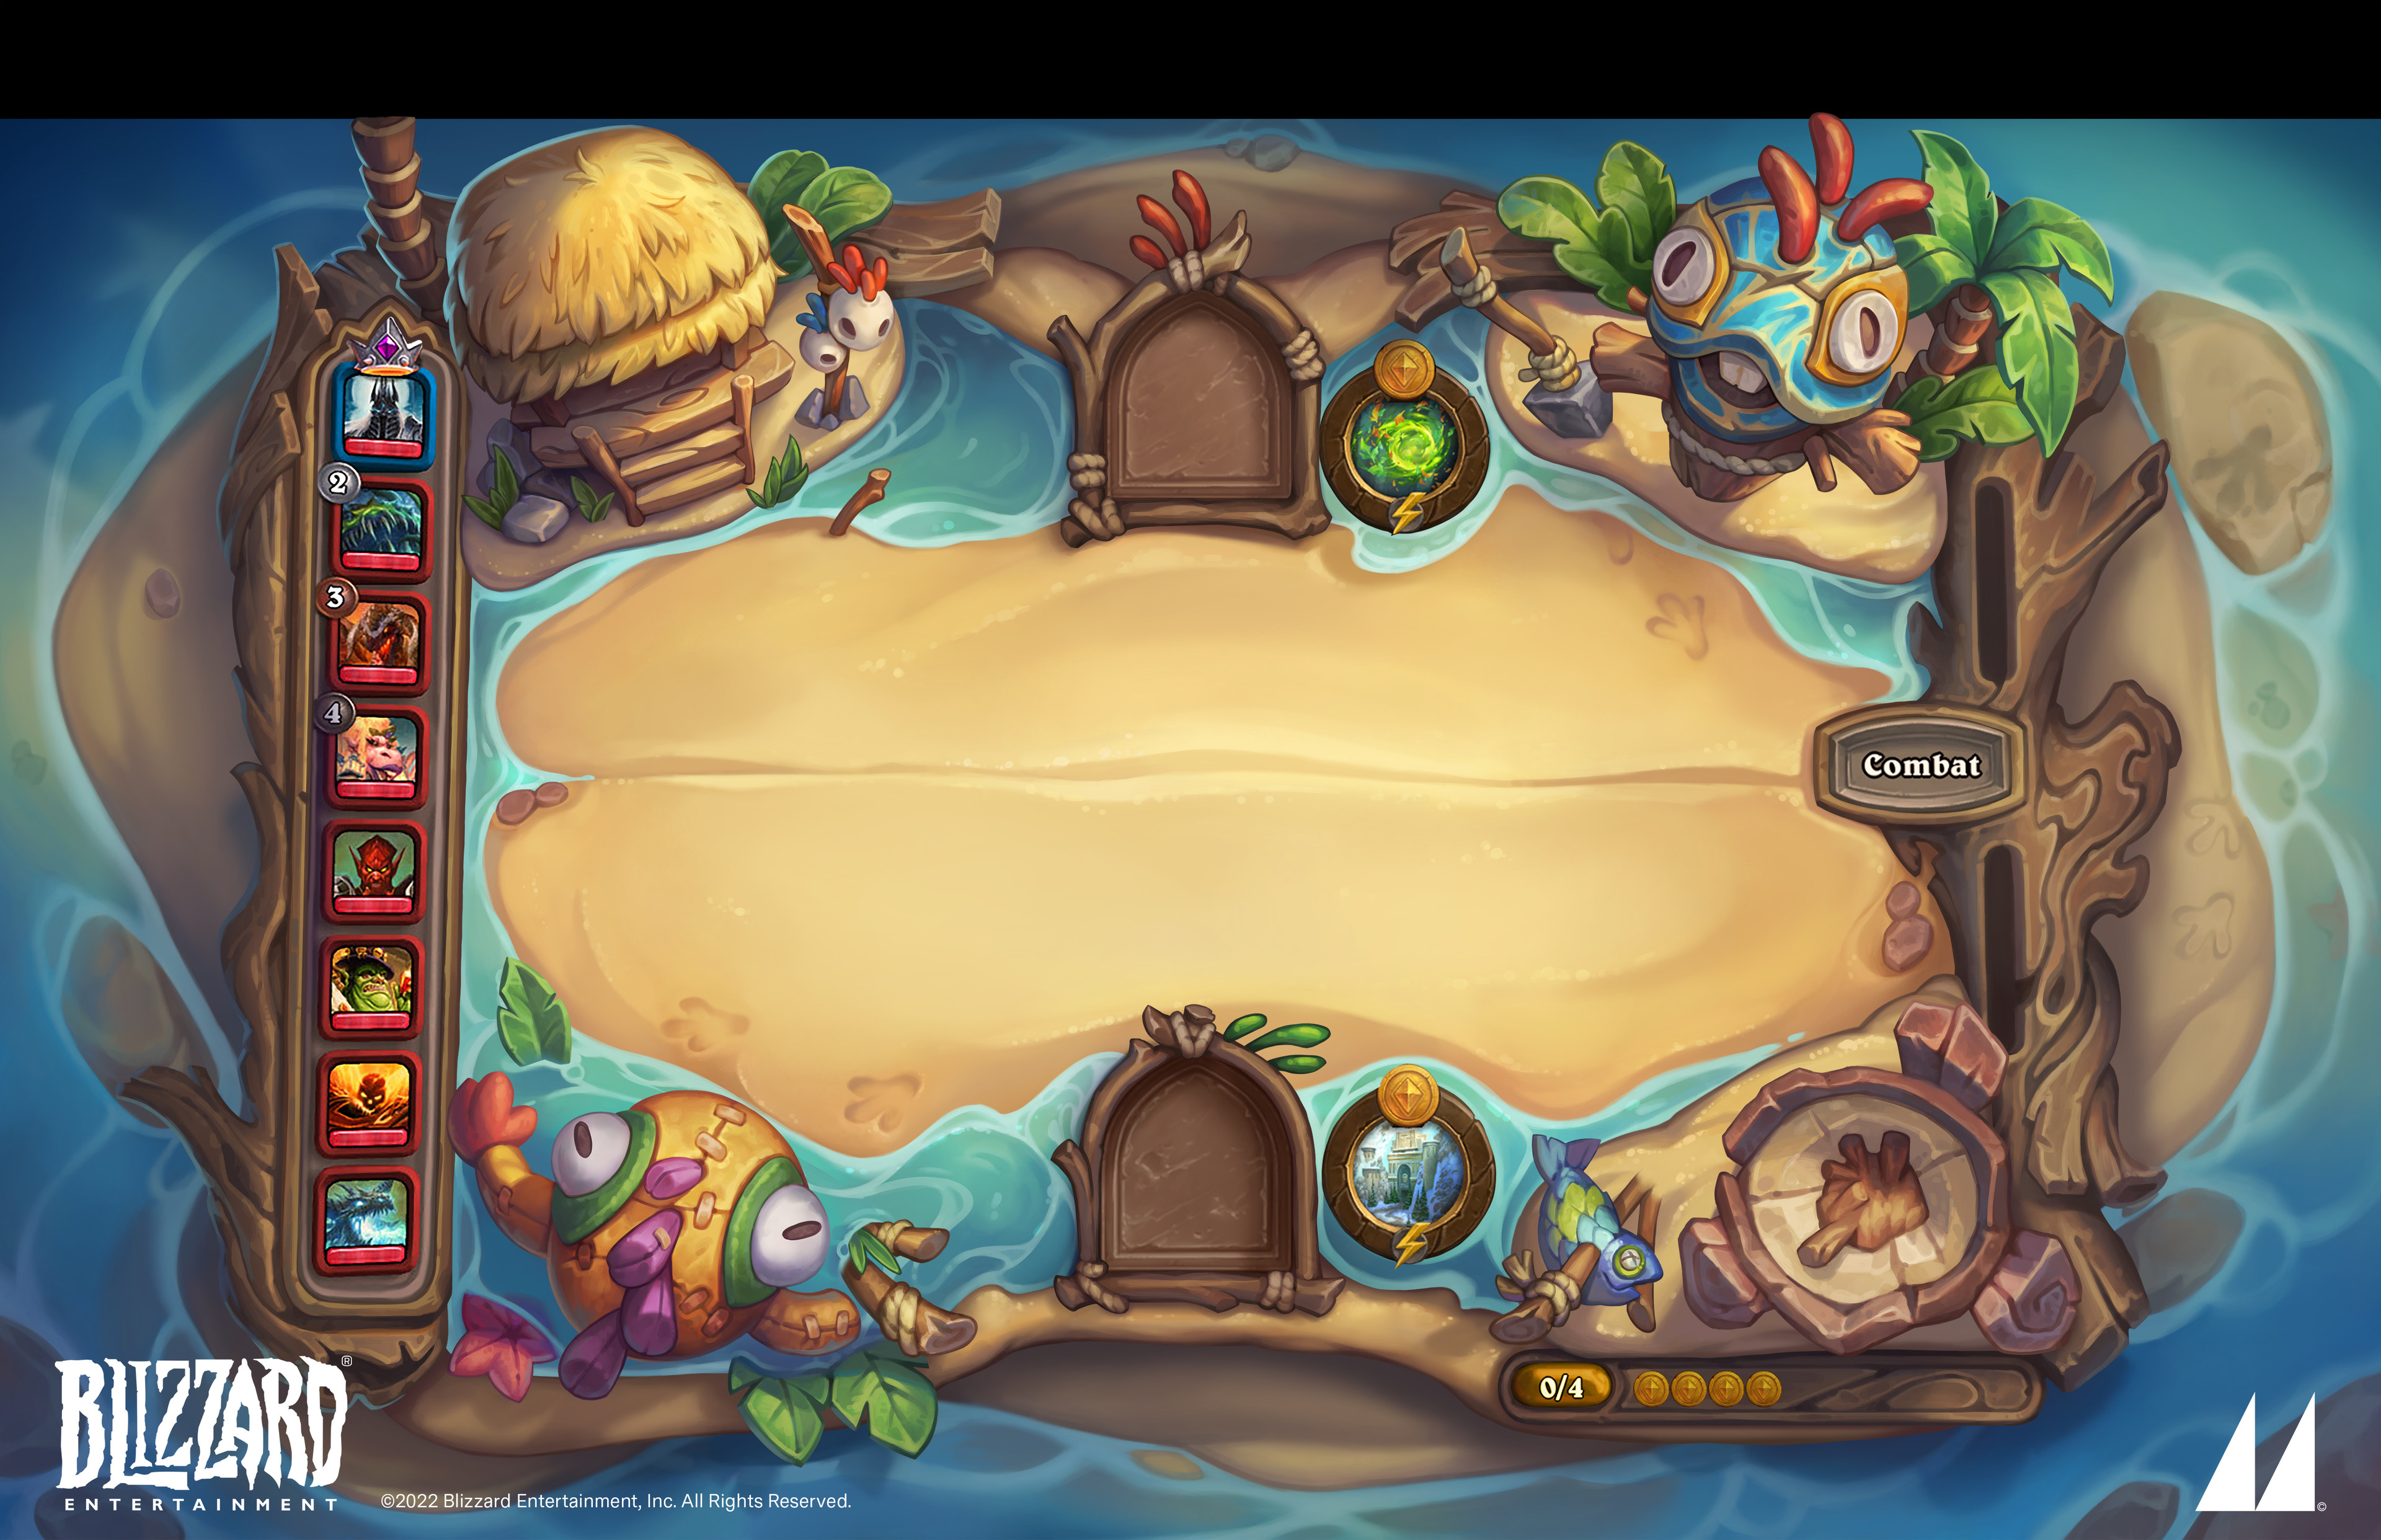 2
3
4
Combat
0/4
BLIZZARD®
ENTERTAINMENT
©2022 Blizzard Entertainment, Inc. All Rights Reserved.
©